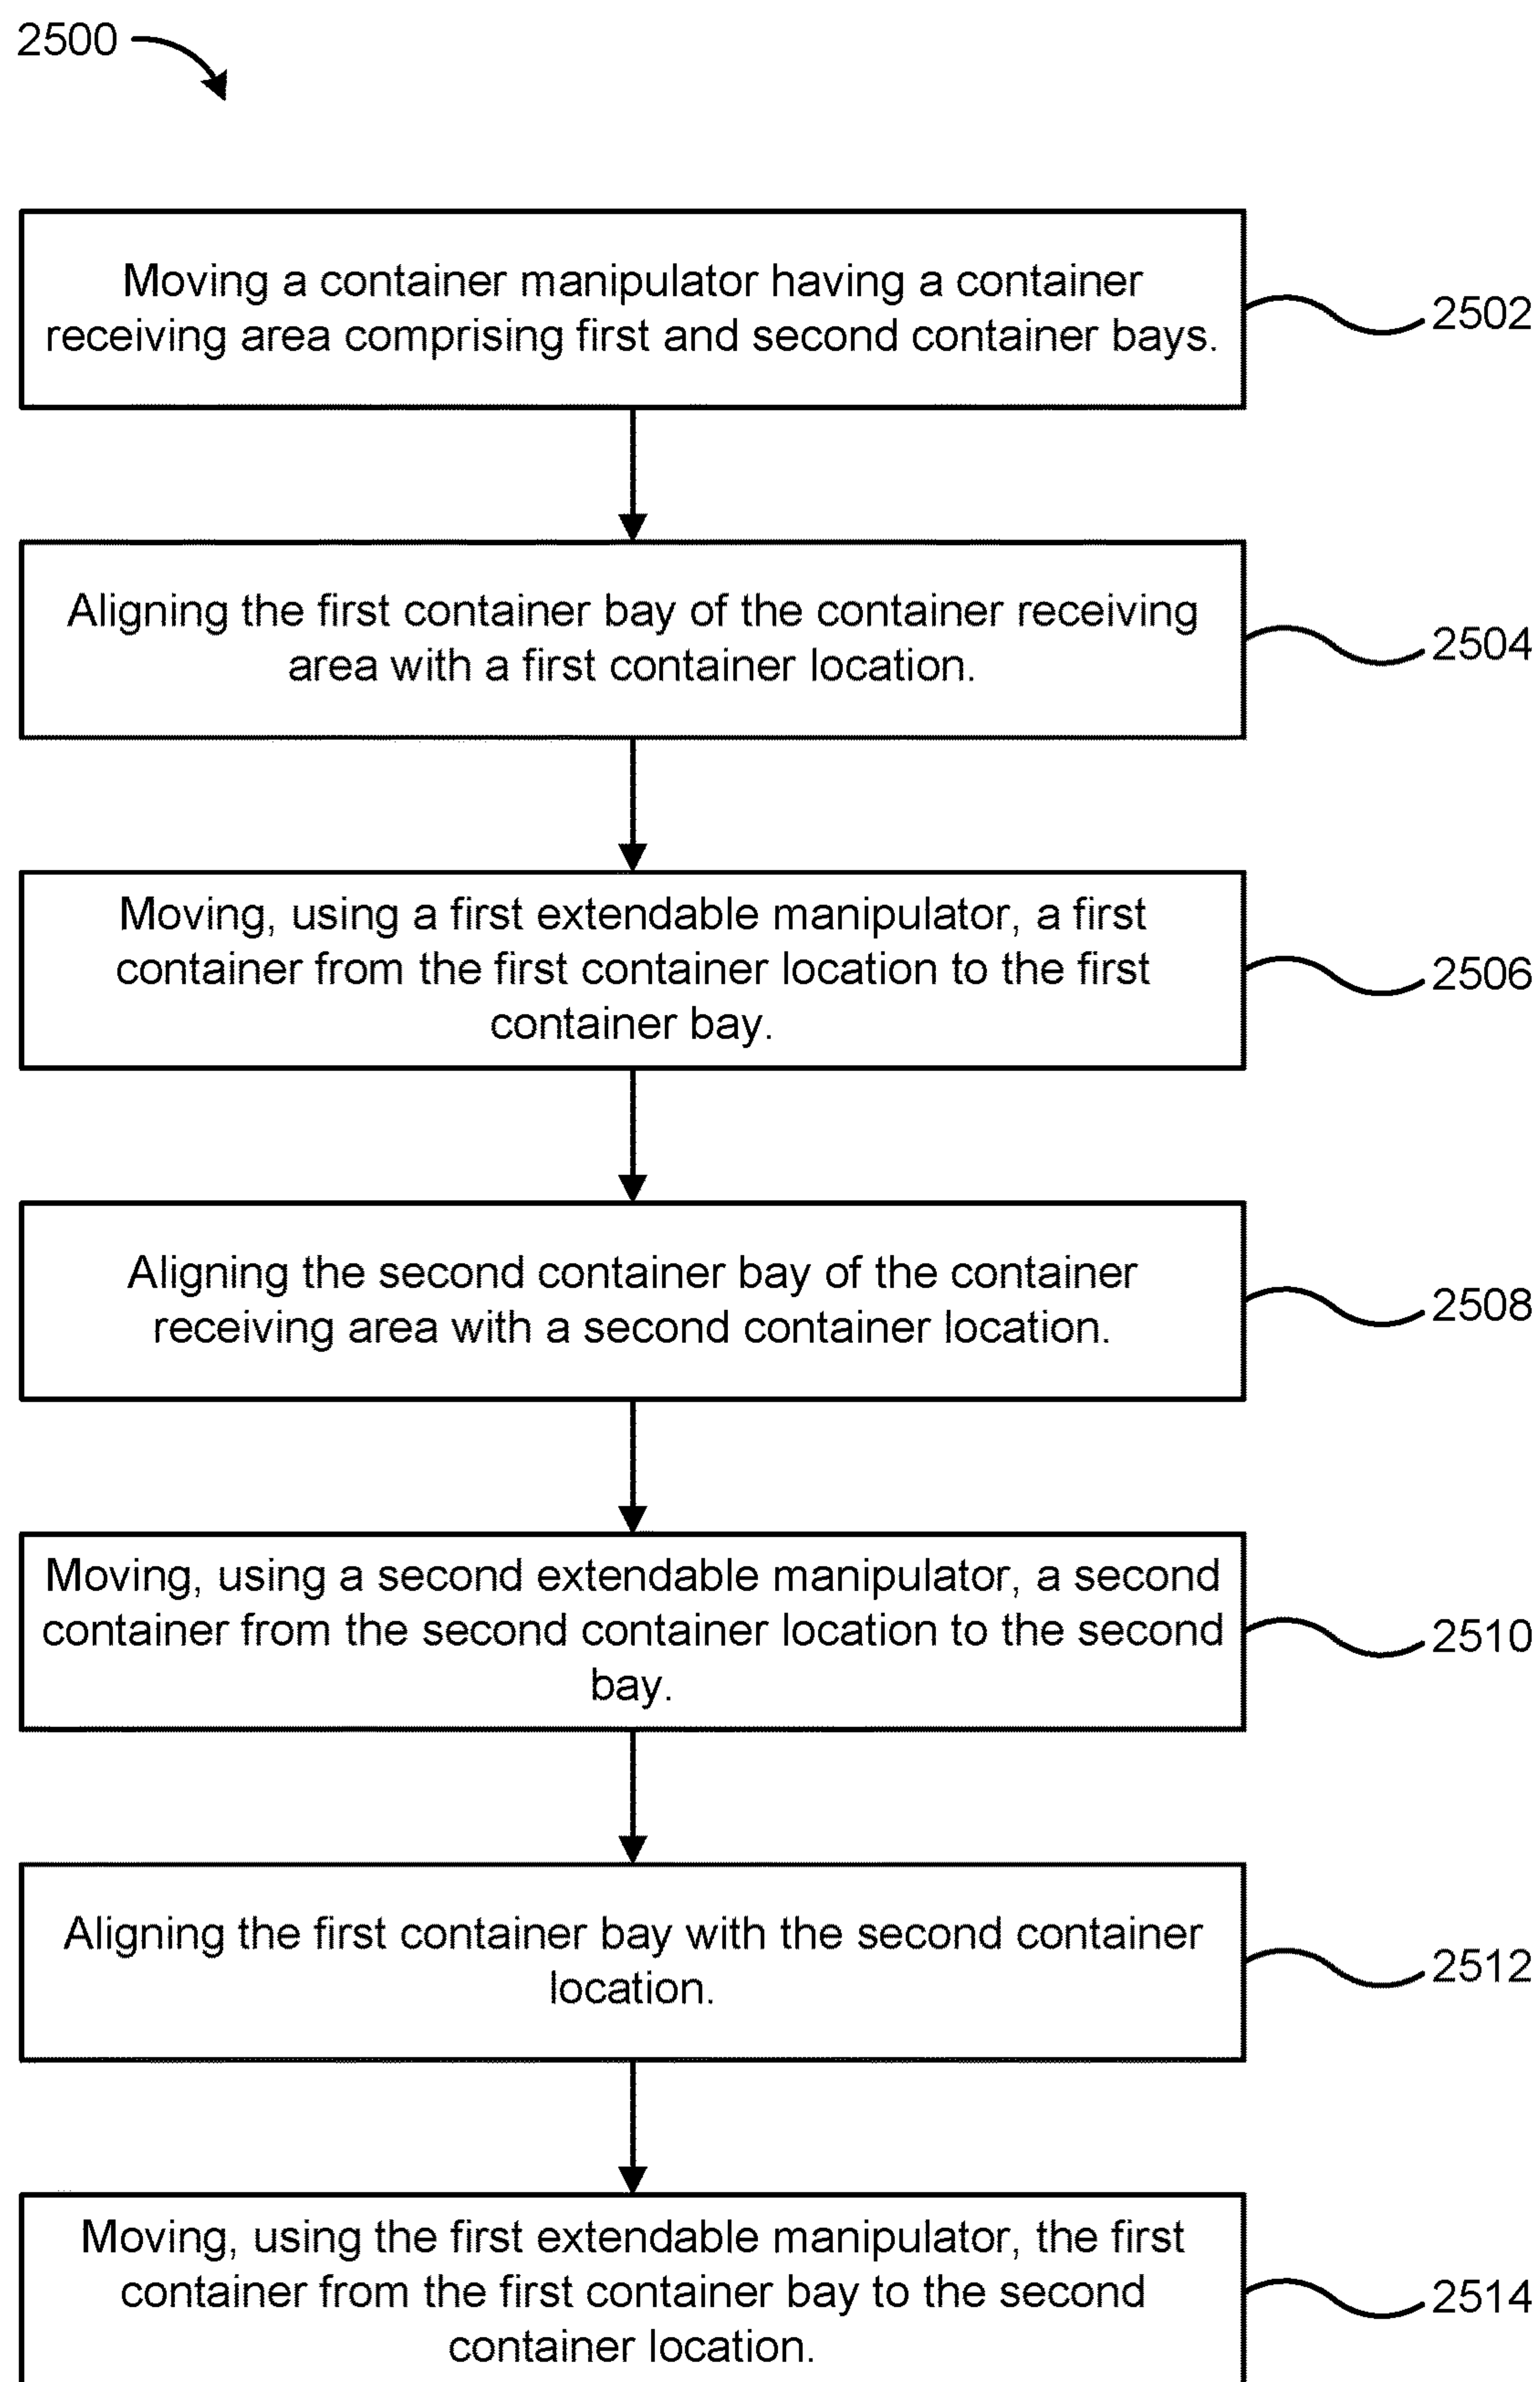 2500
Moving a container manipulator having a container
receiving area comprising first and second container bays.
2502
Aligning the first container bay of the container receiving
area with a first container location.
2504
Moving, using a first extendable manipulator, a first
container from the first container location to the first
container bay.
2506
Aligning the second container bay of the container
receiving area with a second container location.
2508
Moving, using a second extendable manipulator, a second
container from the second container location to the second
bay.
2510
Aligning the first container bay with the second container
location.
2512
Moving, using the first extendable manipulator, the first
container from the first container bay to the second
container location.
2514